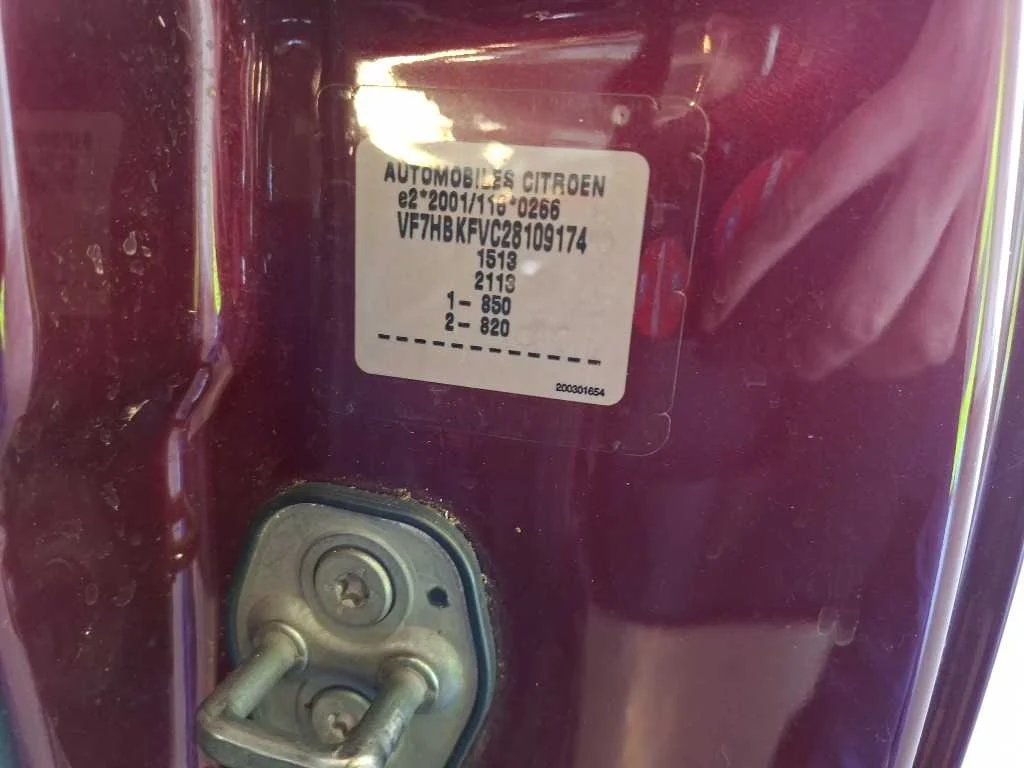 AUTOMOBILES CITROEN
e2*2001/116*0266
VF7HBKFVC28109174
1513
2113
1- 850
2- 820
200301654